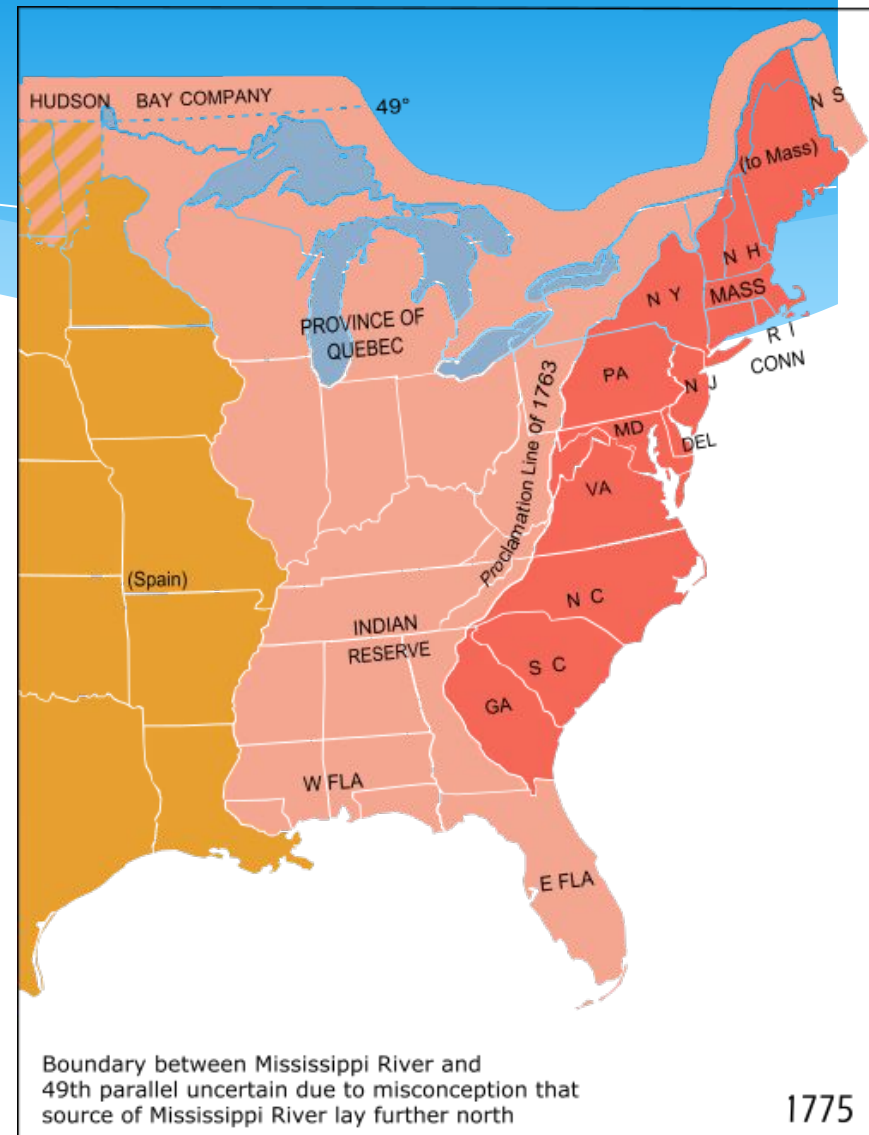 HUDSON BAY COMPANY
49°
N S
(to Mass)
N H
N Y
MASS
R I
CONN
PROVINCE OF
QUEBEC
PA
N J
Proclamation Line of 1763
MD
DEL
VA
(Spain)
N C
INDIAN
RESERVE
S C
GA
W FLA
E FLA
Boundary between Mississippi River and
49th parallel uncertain due to misconception that
source of Mississippi River lay further north
1775